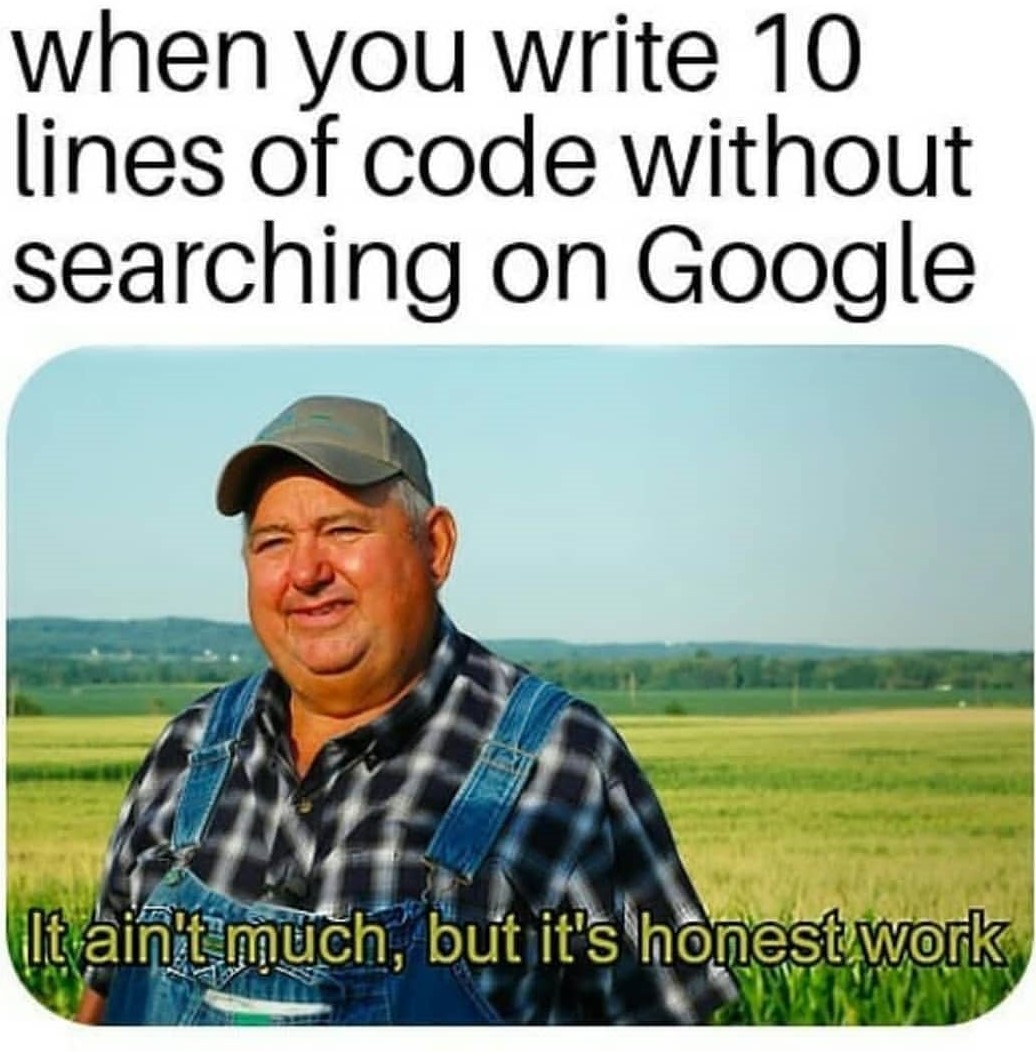 when you write 10
lines of code without
searching on Google
It ain't much, but it's honest work